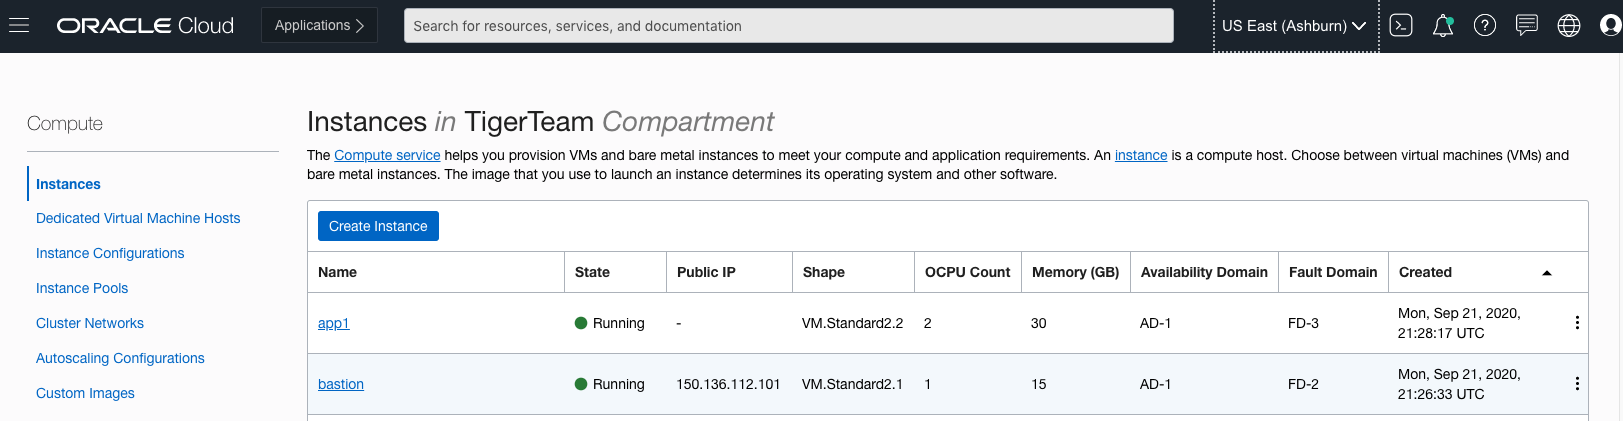 ORACLE Cloud
Applications
Search for resources, services, and documentation
US East (Ashburn)
Compute
Instances
Dedicated Virtual Machine Hosts
Instance Configurations
Instance Pools
Cluster Networks
Autoscaling Configurations
Custom Images
Instances in TigerTeam Compartment
The Compute service helps you provision VMs and bare metal instances to meet your compute and application requirements. An instance is a compute host. Choose between virtual machines (VMs) and
bare metal instances. The image that you use to launch an instance determines its operating system and other software.
Create Instance
Name State Public IP Shape OCPU Count Memory (GB) Availability Domain Fault Domain Created
app1 Running - VM.Standard2.2 2 30 AD-1 FD-3 Mon, Sep 21, 2020,
21:28:17 UTC
bastion Running 150.136.112.101 VM.Standard2.1 1 15 AD-1 FD-2 Mon, Sep 21, 2020,
21:26:33 UTC